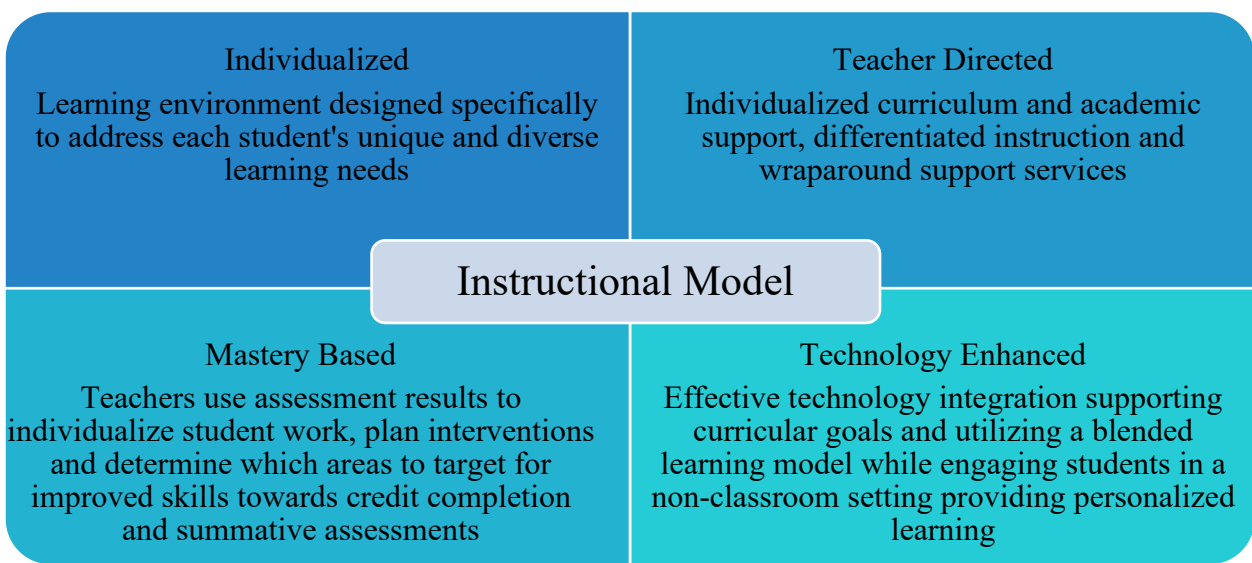 Individualized
Learning environment designed specifically
to address each student's unique and diverse
learning needs
Teacher Directed
Individualized curriculum and academic
support, differentiated instruction and
wraparound support services
Instructional Model
Mastery Based
Teachers use assessment results to
individualize student work, plan interventions
and determine which areas to target for
improved skills towards credit completion
and summative assessments
Technology Enhanced
Effective technology integration supporting
curricular goals and utilizing a blended
learning model while engaging students in a
non-classroom setting providing personalized
learning